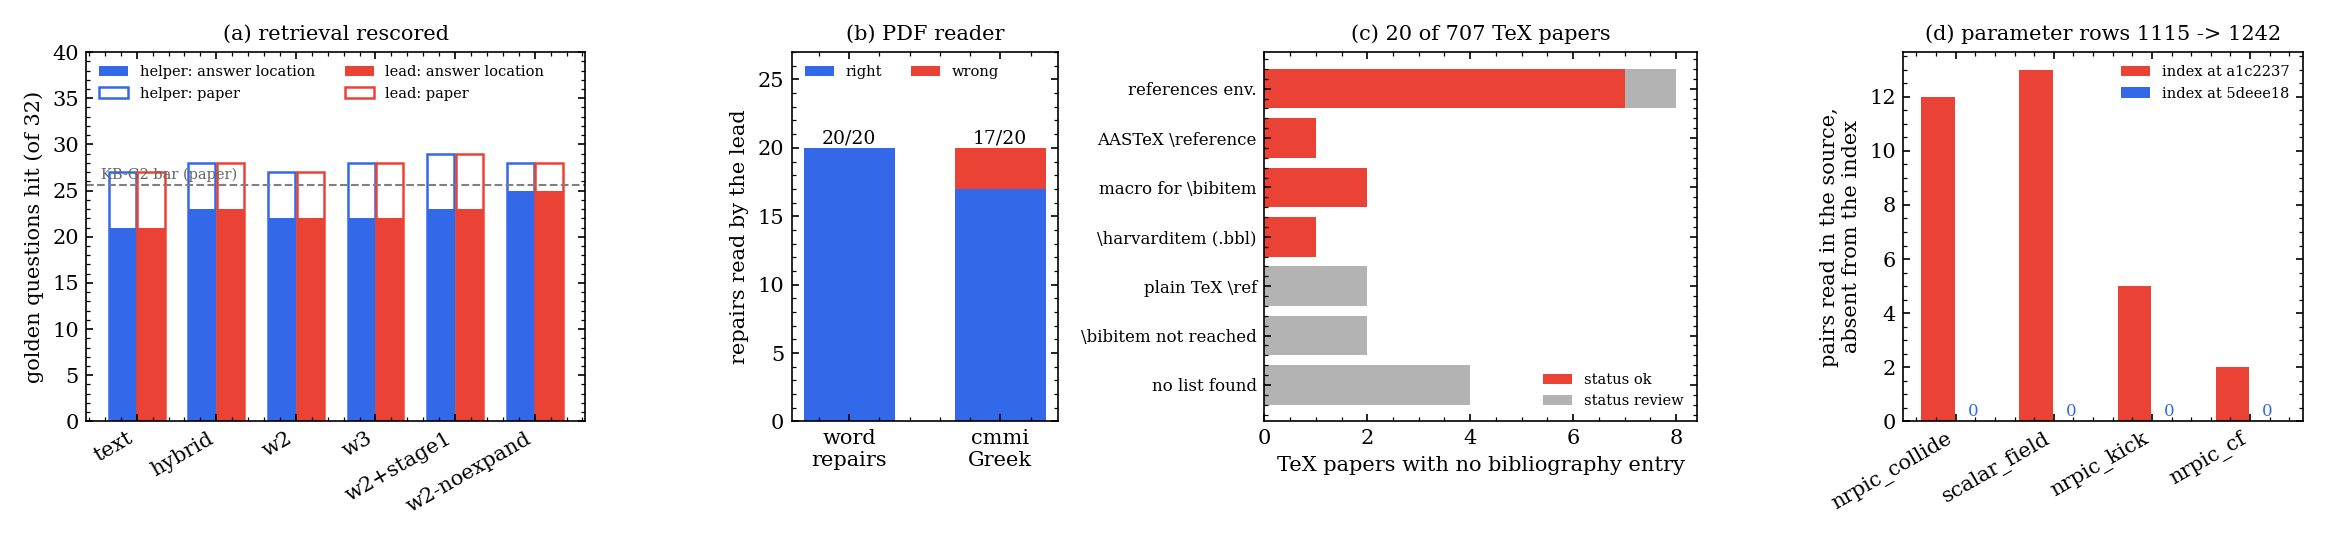 (a) retrieval rescored
golden questions hit (of 32)
40
35
30
25
20
15
10
5
0
helper: answer location
helper: paper
lead: answer location
lead: paper
KB-G2 bar (paper)
text
hybrid
w2
w3
w2+stage1
w2-noexpand
(b) PDF reader
repairs read by the lead
25
20
15
10
5
0
right
wrong
20/20
17/20
word
repairs
cmmi
Greek
(c) 20 of 707 TeX papers
references env.
AASTeX \reference
macro for \bibitem
\harvarditem (.bbl)
plain TeX \ref
\bibitem not reached
no list found
status ok
status review
0
2
4
6
8
TeX papers with no bibliography entry
(d) parameter rows 1115 -> 1242
pairs read in the source,
absent from the index
12
10
8
6
4
2
0
index at a1c2237
index at 5deee18
0
0
0
0
nrpic_collide
scalar_field
nrpic_kick
nrpic_cf